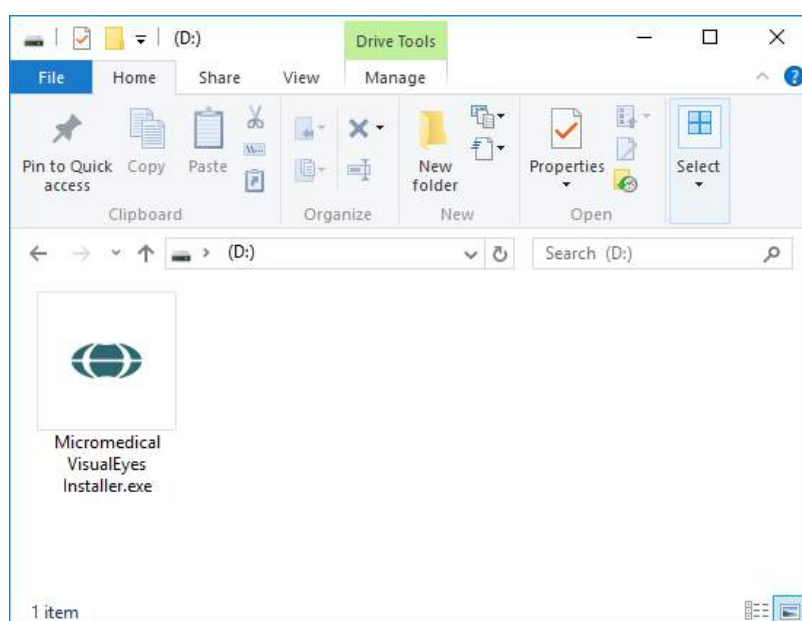 (D:)
Drive Tools
File
Home
Share
View
Manage
Pin to Quick
access
Copy
Paste
Clipboard
Organize
New
folder
New
Properties
Open
Select
(D:)
Search (D:)
Micromedical
VisualEyes
Installer.exe
1 item